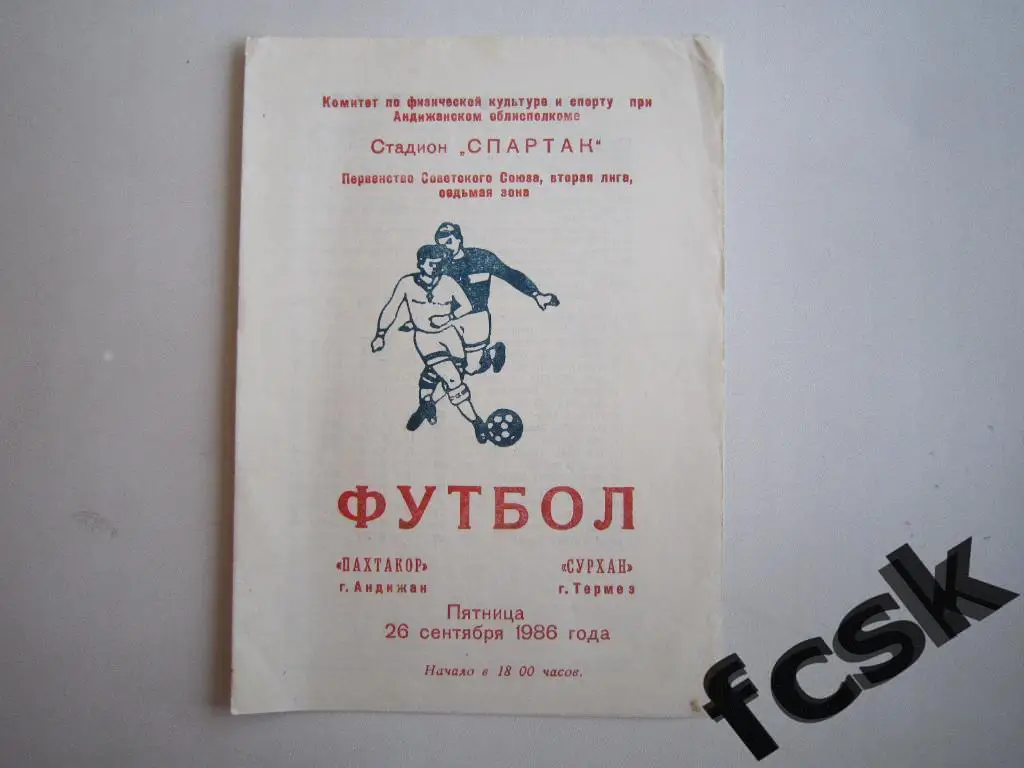 Комитет по физической культуре и спорту при
Андижанском облисполкоме
Стадион „СПАРТАК“
Первенство Советского Союза, вторая лига,
седьмая зона
ФУТБОЛ
«ПАХТАКОР» «СУРХАН»
г. Андижан г. Термез
Пятница
26 сентября 1986 года
Начало в 18 00 часов.
fcsk